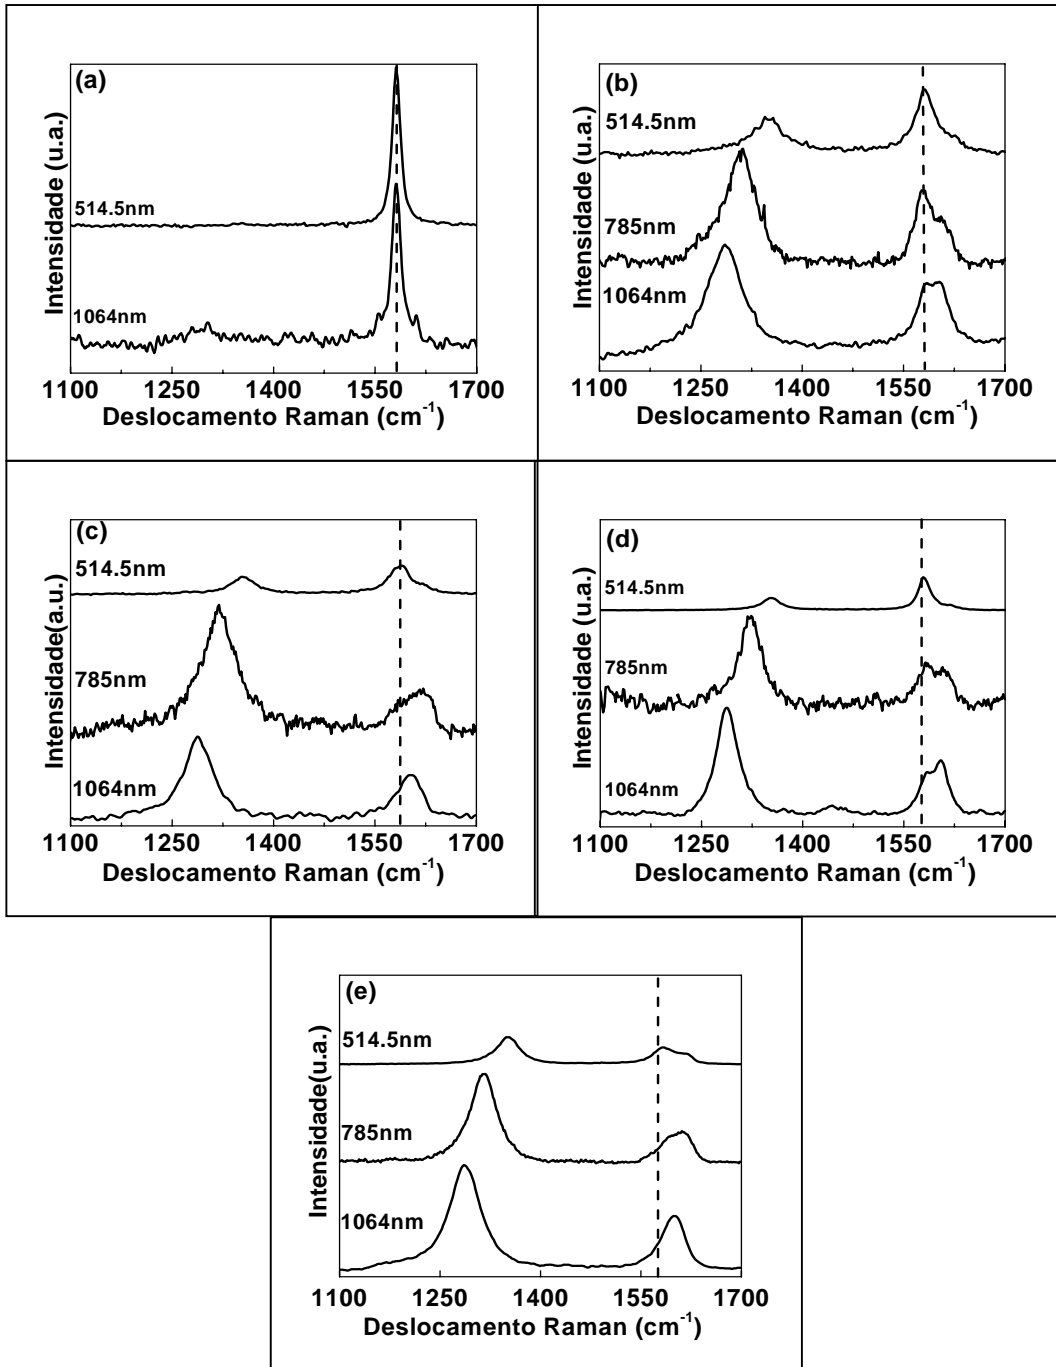 (a)
Intensidade (u.a.)
514.5nm
1064nm
1100 1250 1400 1550 1700
Deslocamento Raman (cm-1)
(b)
Intensidade (u.a.)
514.5nm
785nm
1064nm
1100 1250 1400 1550 1700
Deslocamento Raman (cm-1)
(c)
Intensidade(a.u.)
514.5nm
785nm
1064nm
1100 1250 1400 1550 1700
Deslocamento Raman (cm-1)
(d)
Intensidade (u.a.)
514.5nm
785nm
1064nm
1100 1250 1400 1550 1700
Deslocamento Raman (cm-1)
(e)
Intensidade(u.a.)
514.5nm
785nm
1064nm
1100 1250 1400 1550 1700
Deslocamento Raman (cm-1)